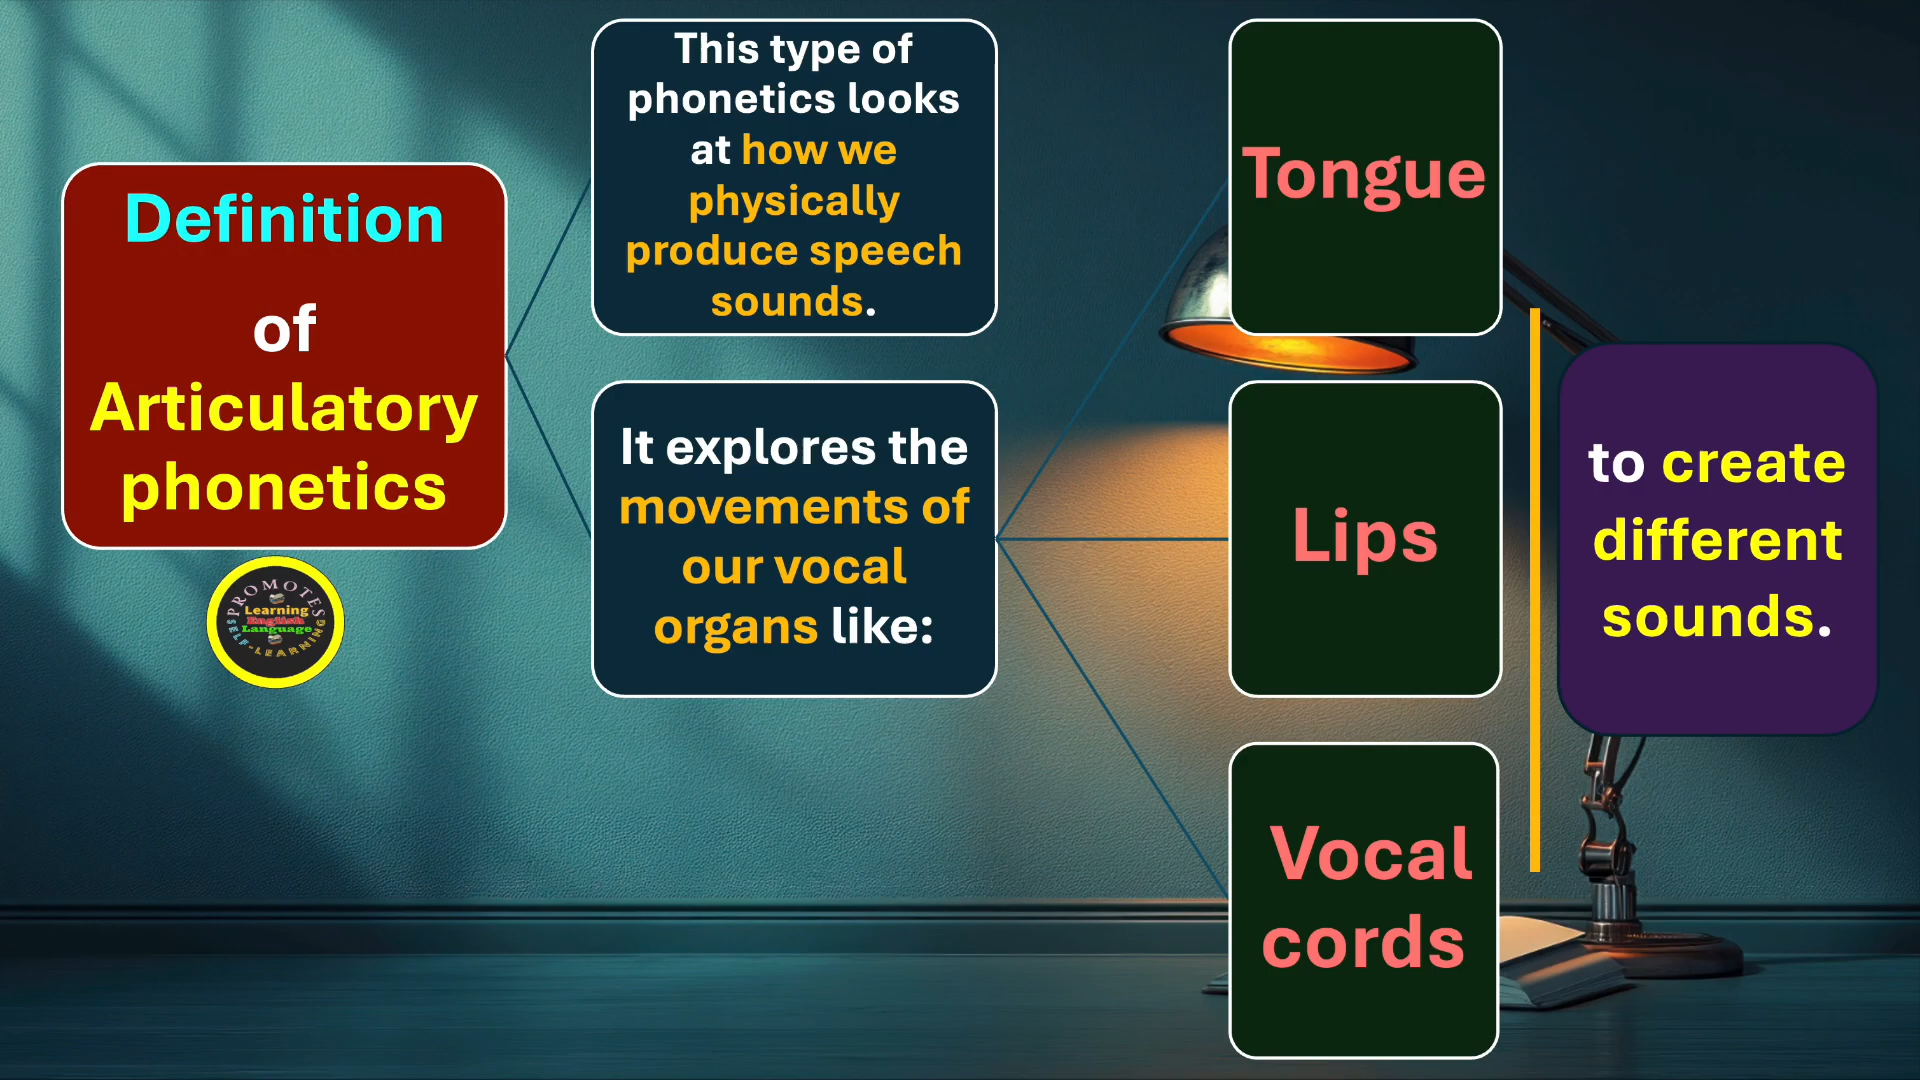 Definition
of
Articulatory
phonetics
PROMOTES
Learning
English
Language
SELF-LEARNING
This type of
phonetics looks
at how we
physically
produce speech
sounds.
It explores the
movements of
our vocal
organs like:
Tongue
Lips
Vocal
cords
to create
different
sounds.